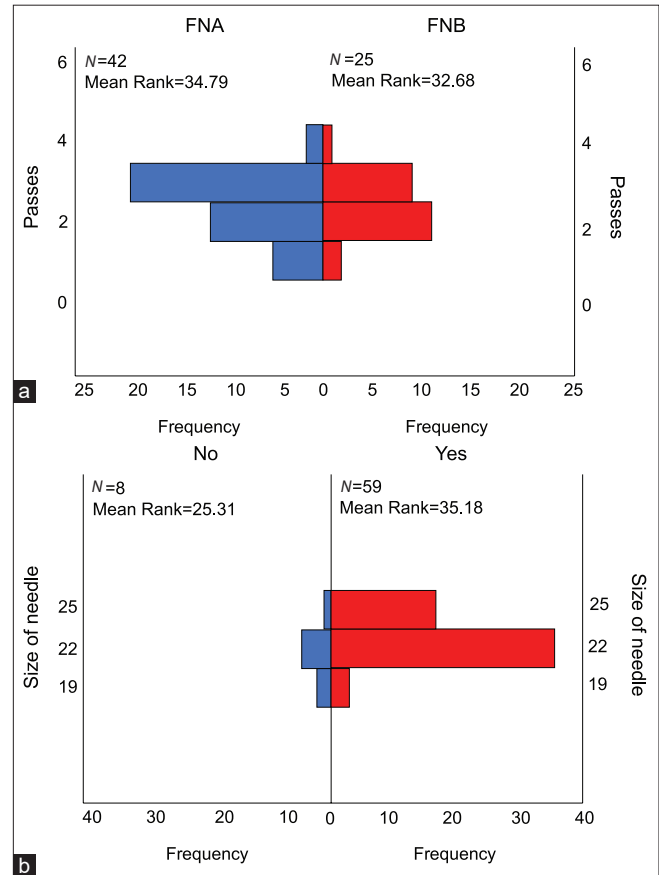 FNA FNB
N=42 N=25
Mean Rank=34.79 Mean Rank=32.68
6 6
4 4
2 2
0 0
Passes Passes
a
25 20 15 10 5 0 5 10 15 20 25
Frequency Frequency
No Yes
N=8 N=59
Mean Rank=25.31 Mean Rank=35.18
25 25
22 22
19 19
Size of needle Size of needle
40 30 20 10 0 10 20 30 40
Frequency Frequency
b